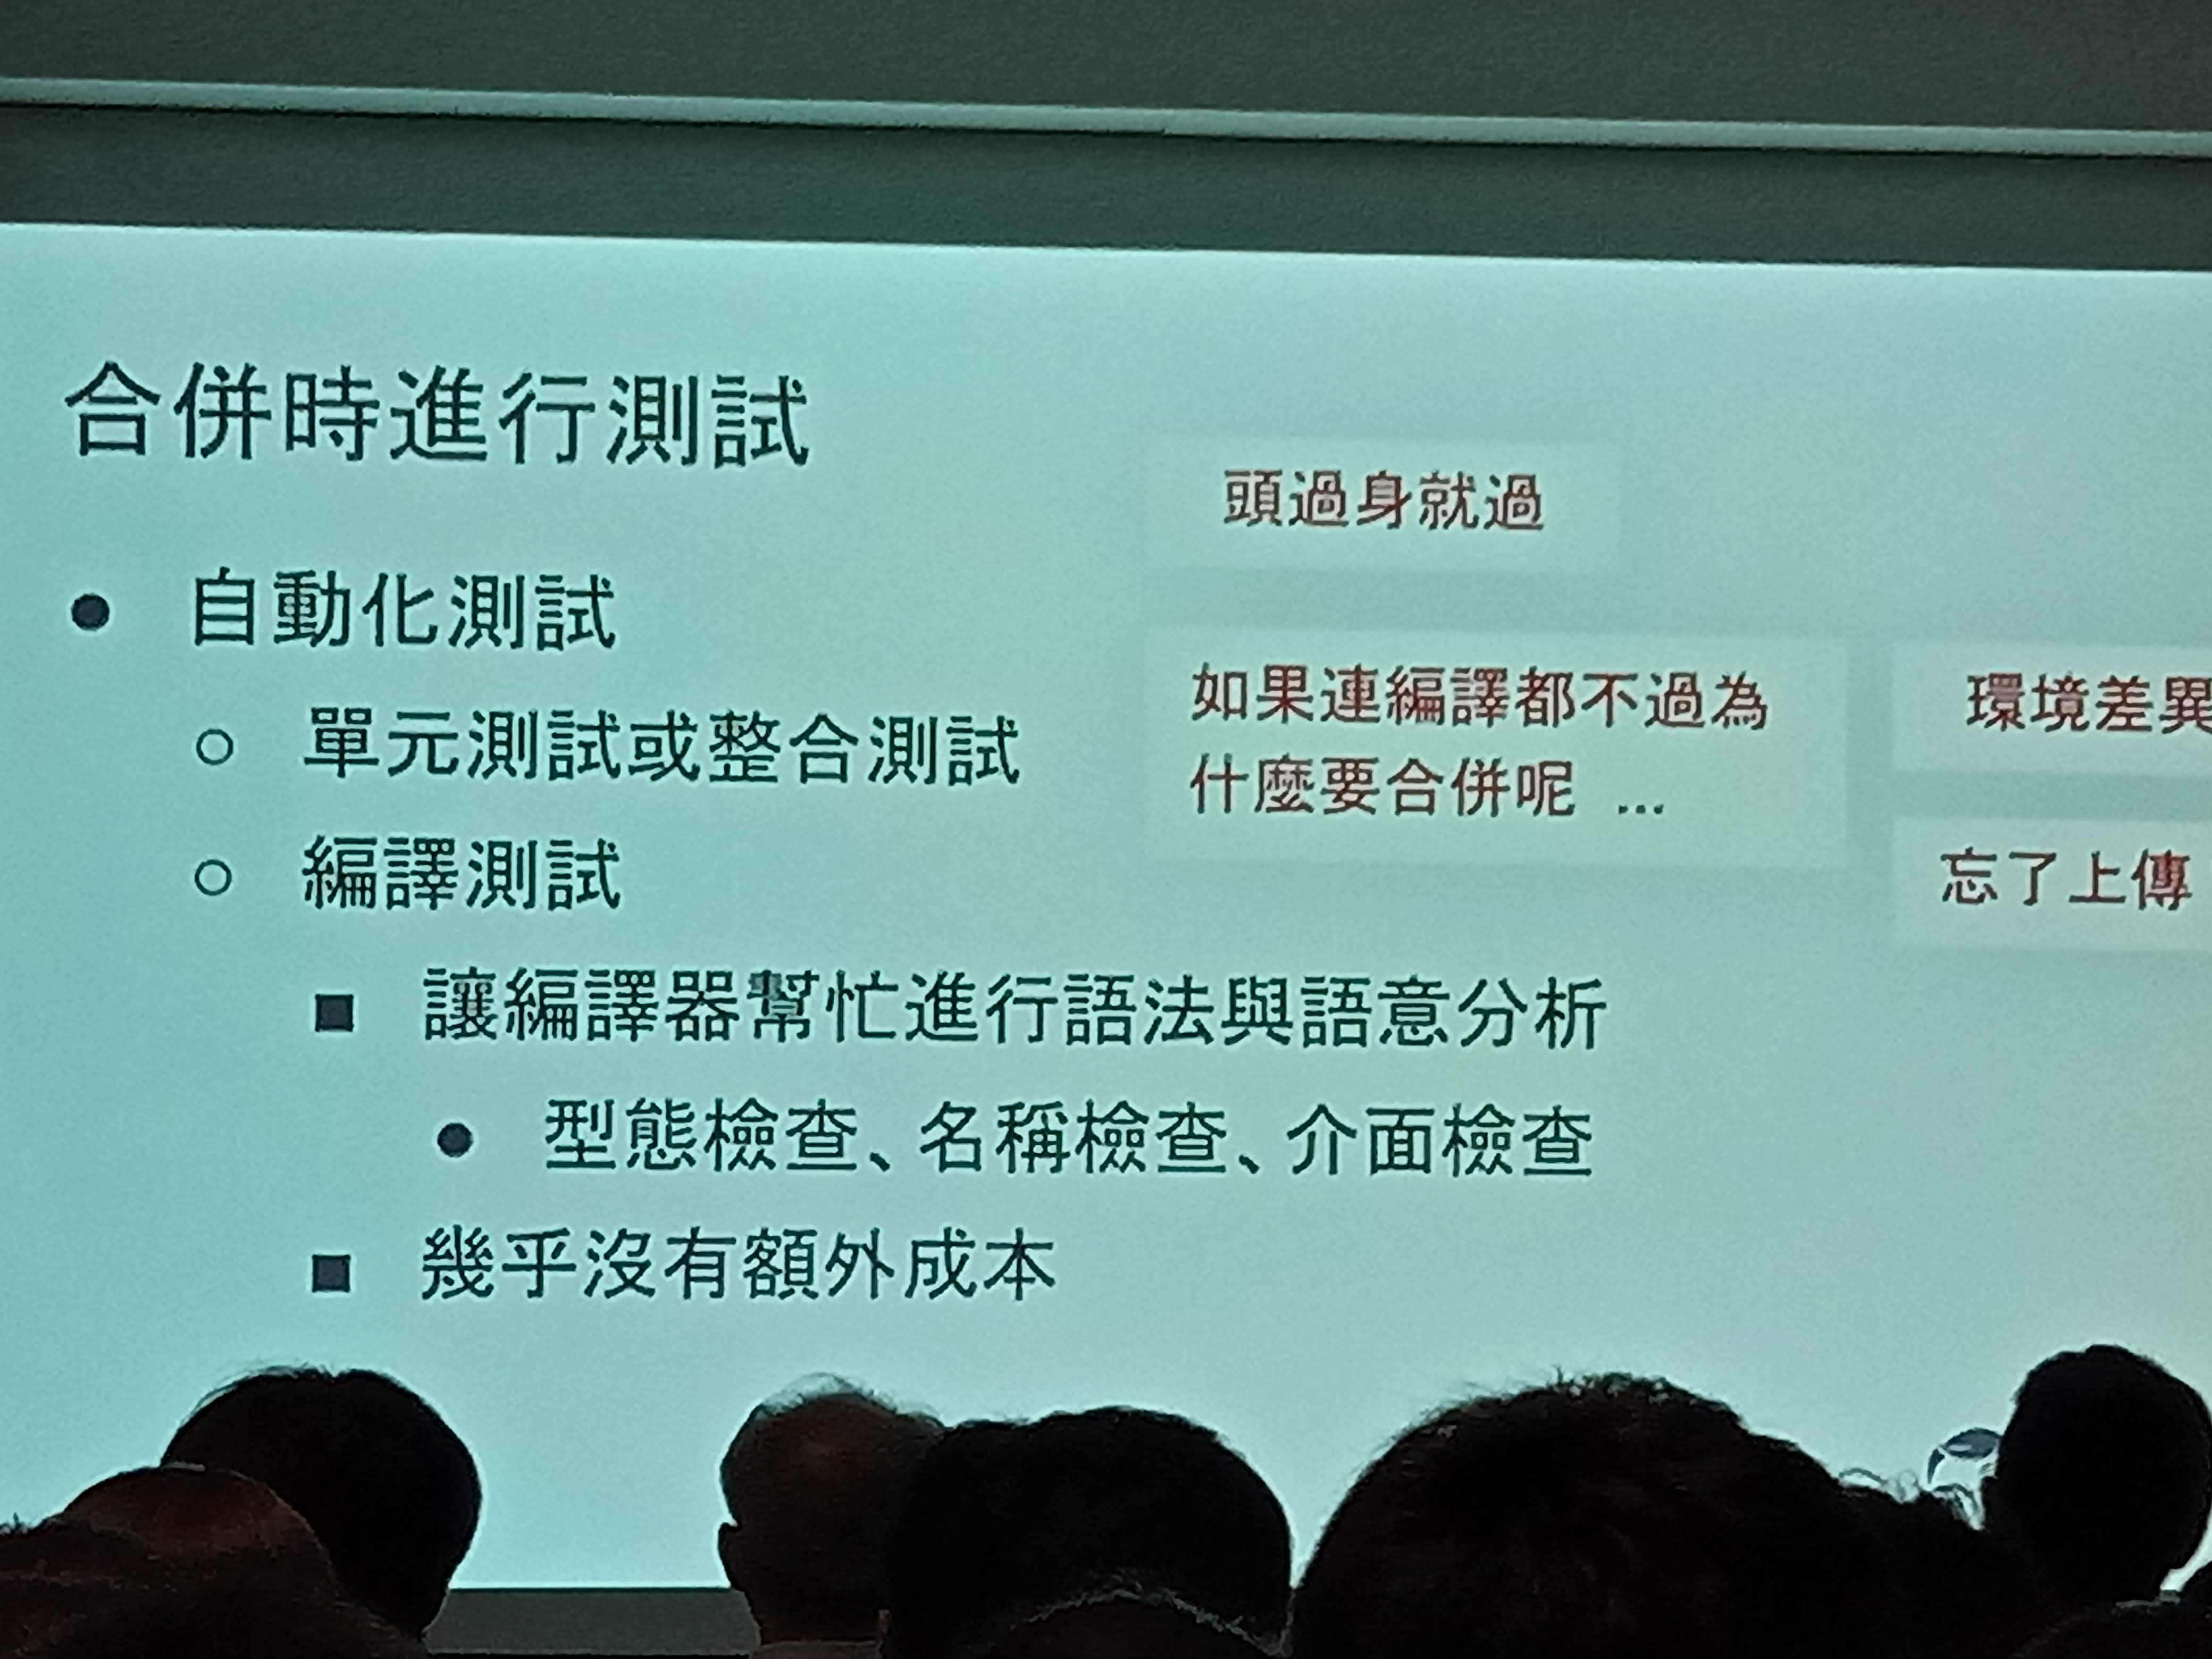 合併時進行測試
頭過身就過
自動化測試
單元測試或整合測試
如果連編譯都不過為
什麼要合併呢 ...
環境差異
忘了上傳
編譯測試
讓編譯器幫忙進行語法與語意分析
型態檢查、名稱檢查、介面檢查
幾乎沒有額外成本